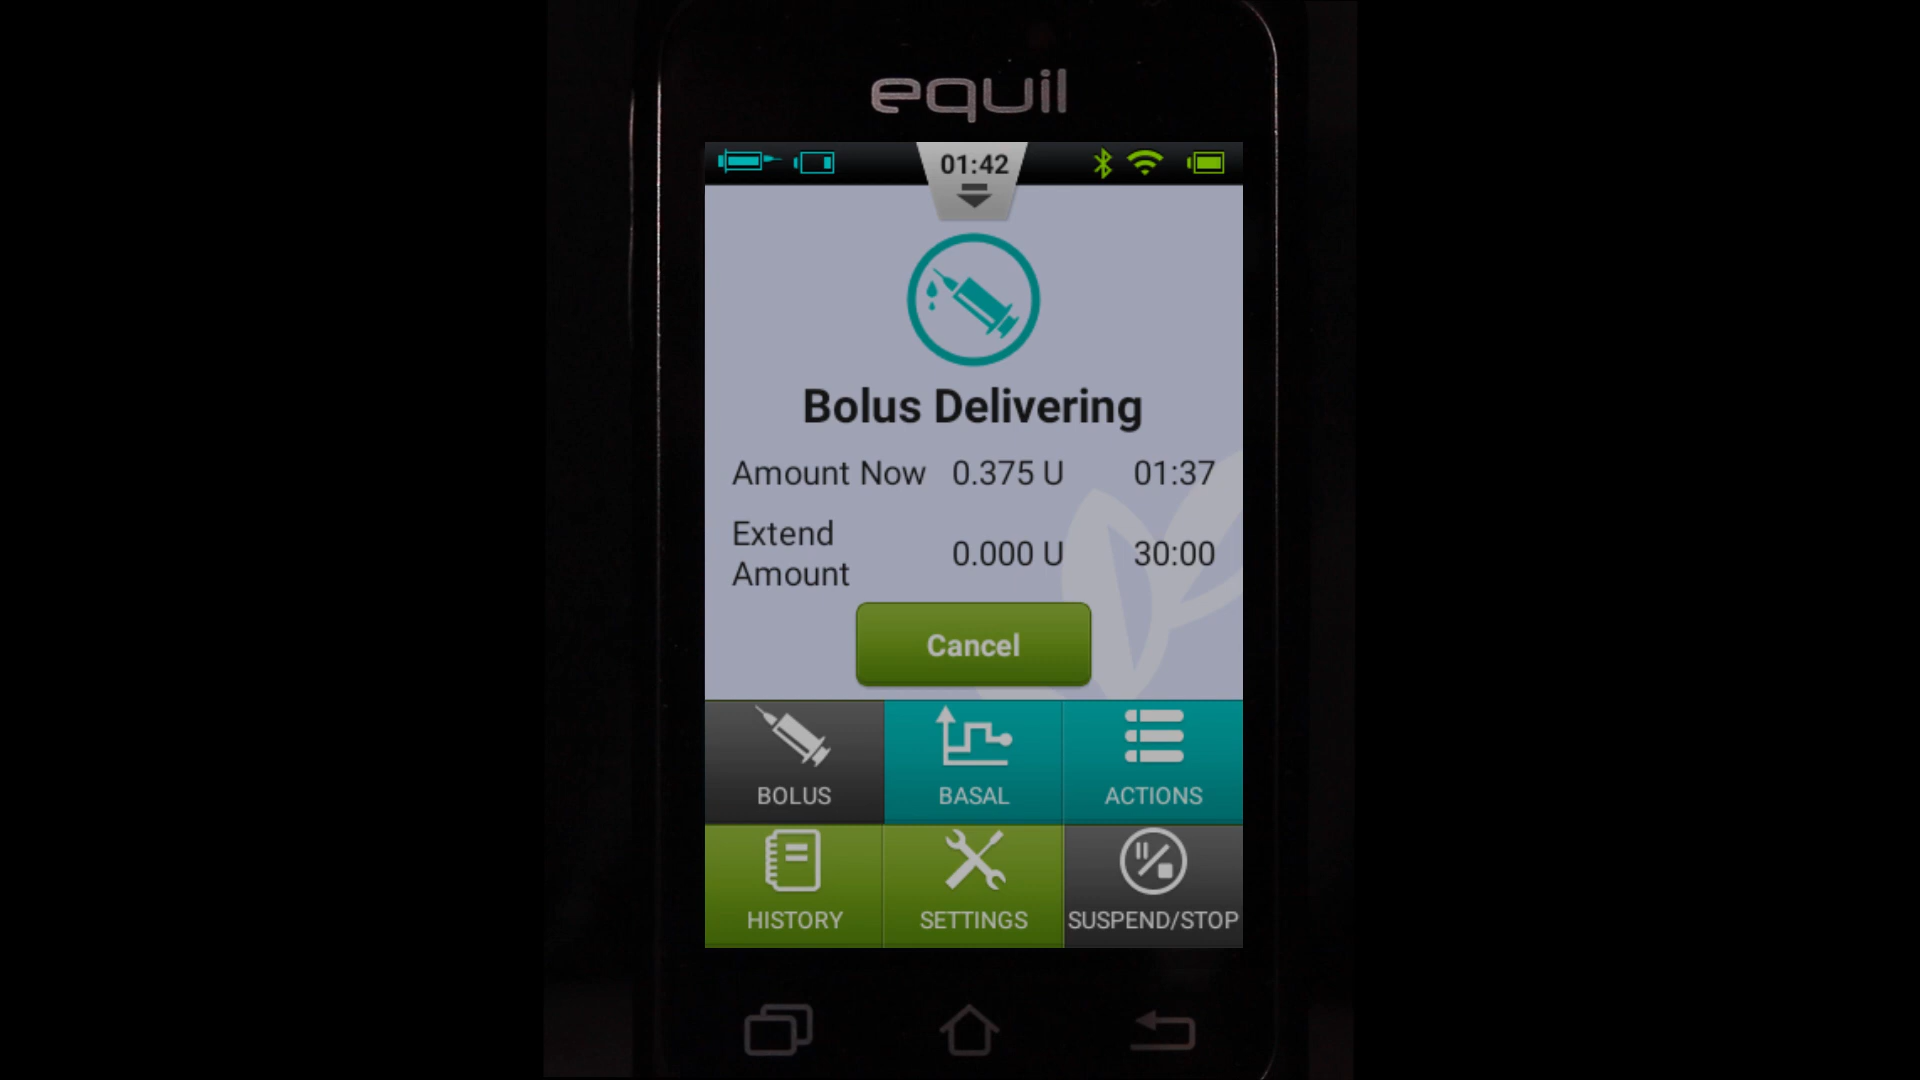 equil
01:42
Bolus Delivering
Amount Now 0.375 U 01:37
Extend
Amount 0.000 U 30:00
Cancel
BOLUS BASAL ACTIONS
HISTORY SETTINGS SUSPEND/STOP